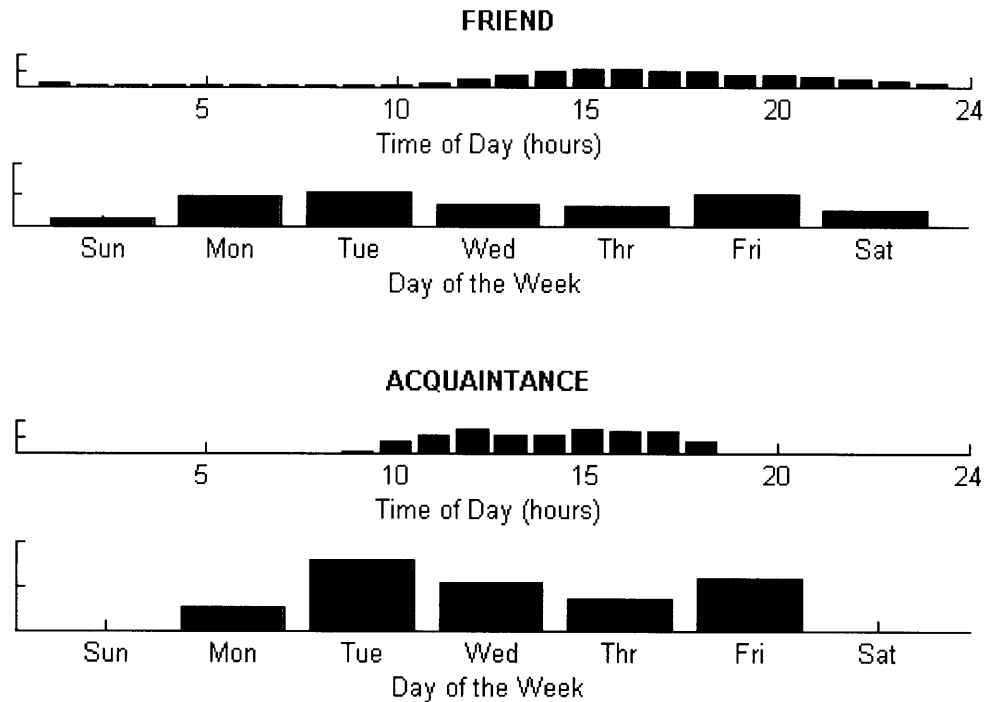 FRIEND
5 10 15 20 24
Time of Day (hours)
Sun Mon Tue Wed Thr Fri Sat
Day of the Week
ACQUAINTANCE
5 10 15 20 24
Time of Day (hours)
Sun Mon Tue Wed Thr Fri Sat
Day of the Week